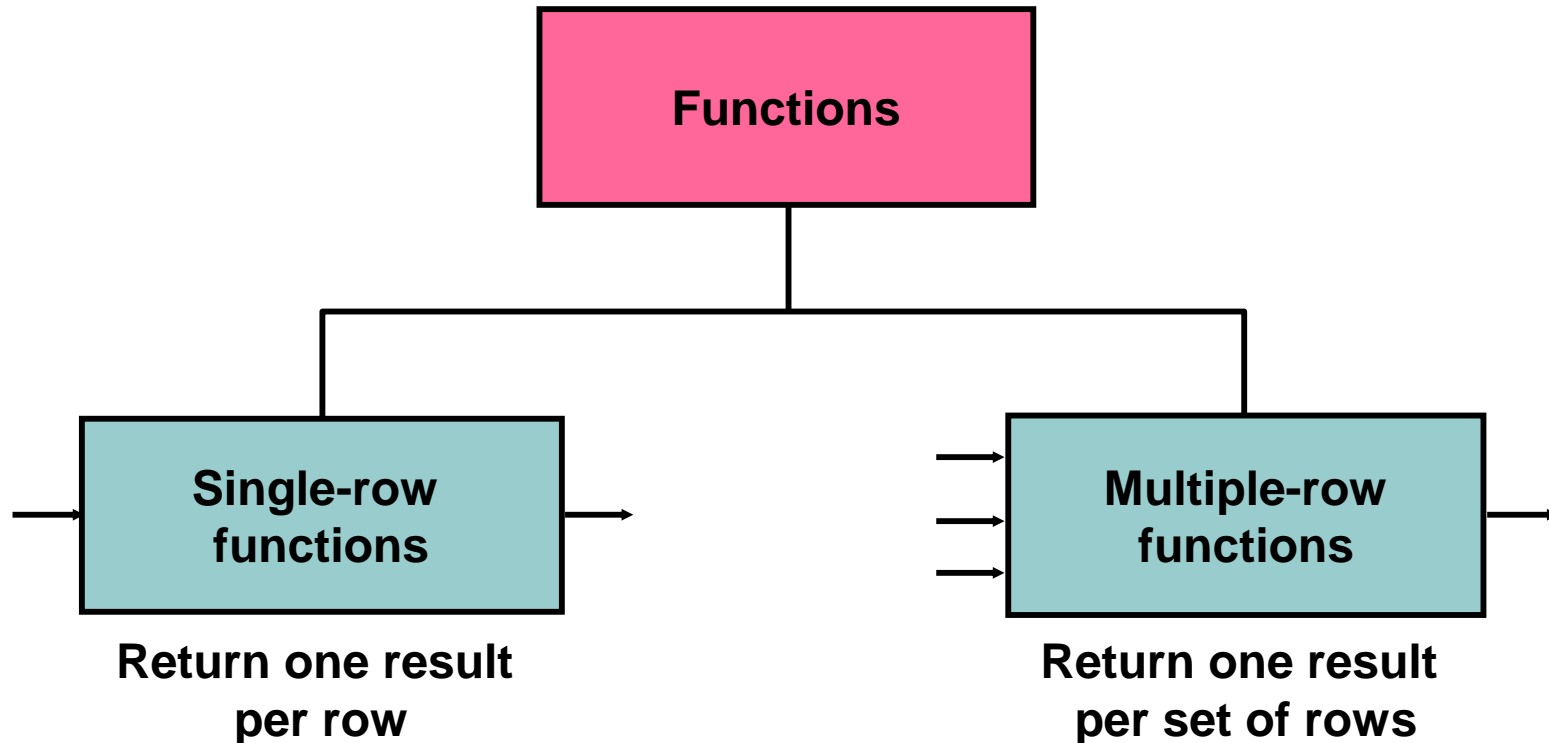 Functions
Single-row
functions
Multiple-row
functions
Return one result
per row
Return one result
per set of rows